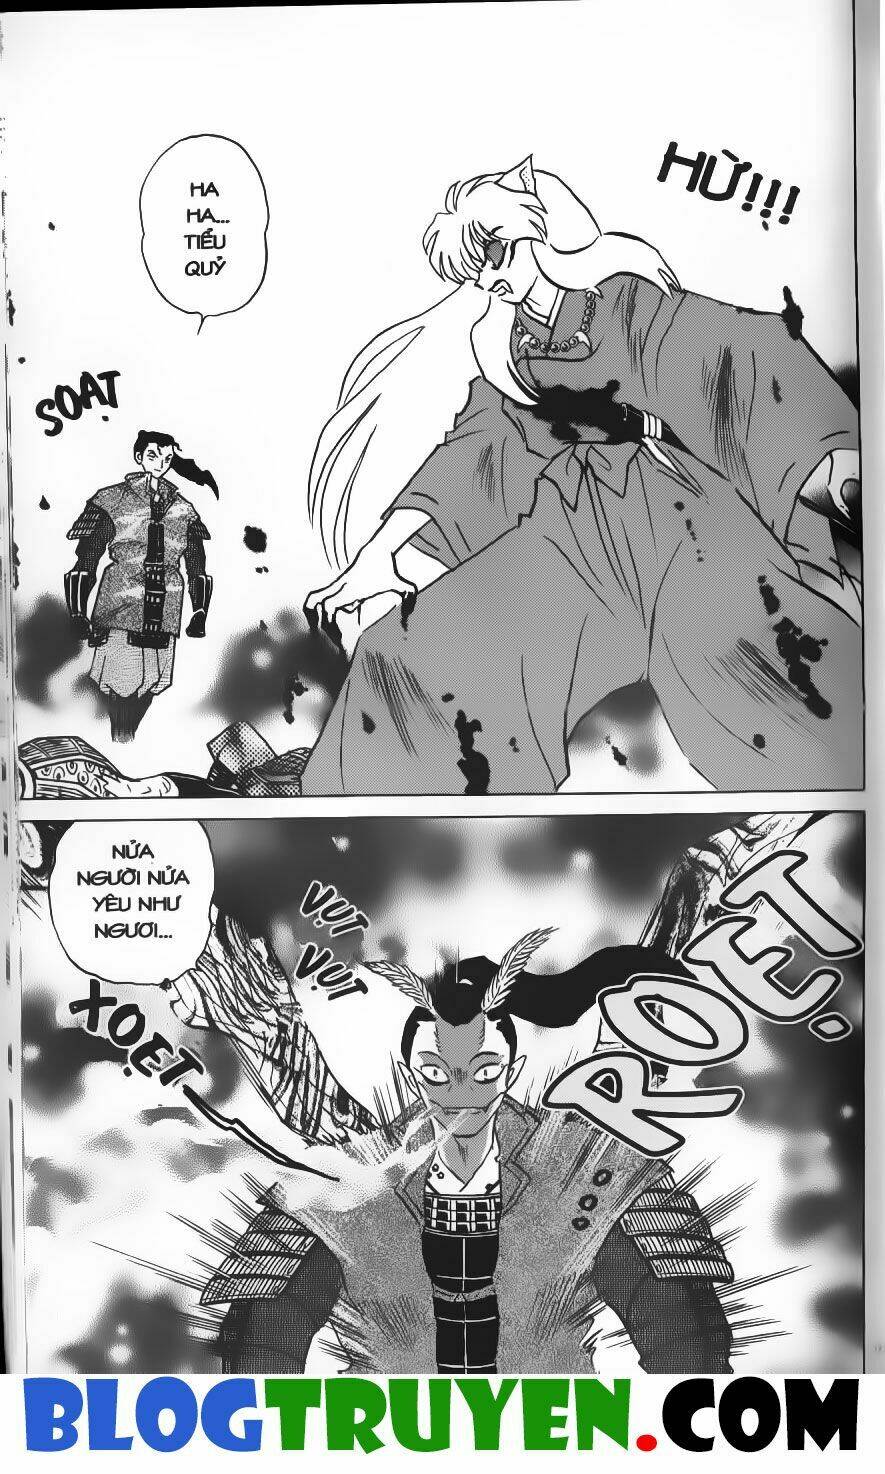 HỪ!!!
HA
HA...
TIỂU
QUỶ
SOẠT
NỬA
NGƯỜI NỬA
YÊU NHƯ
NGƯƠI...
VỤT
VỤT
XOẸT
ROẸT
BLOGTRUYEN.COM